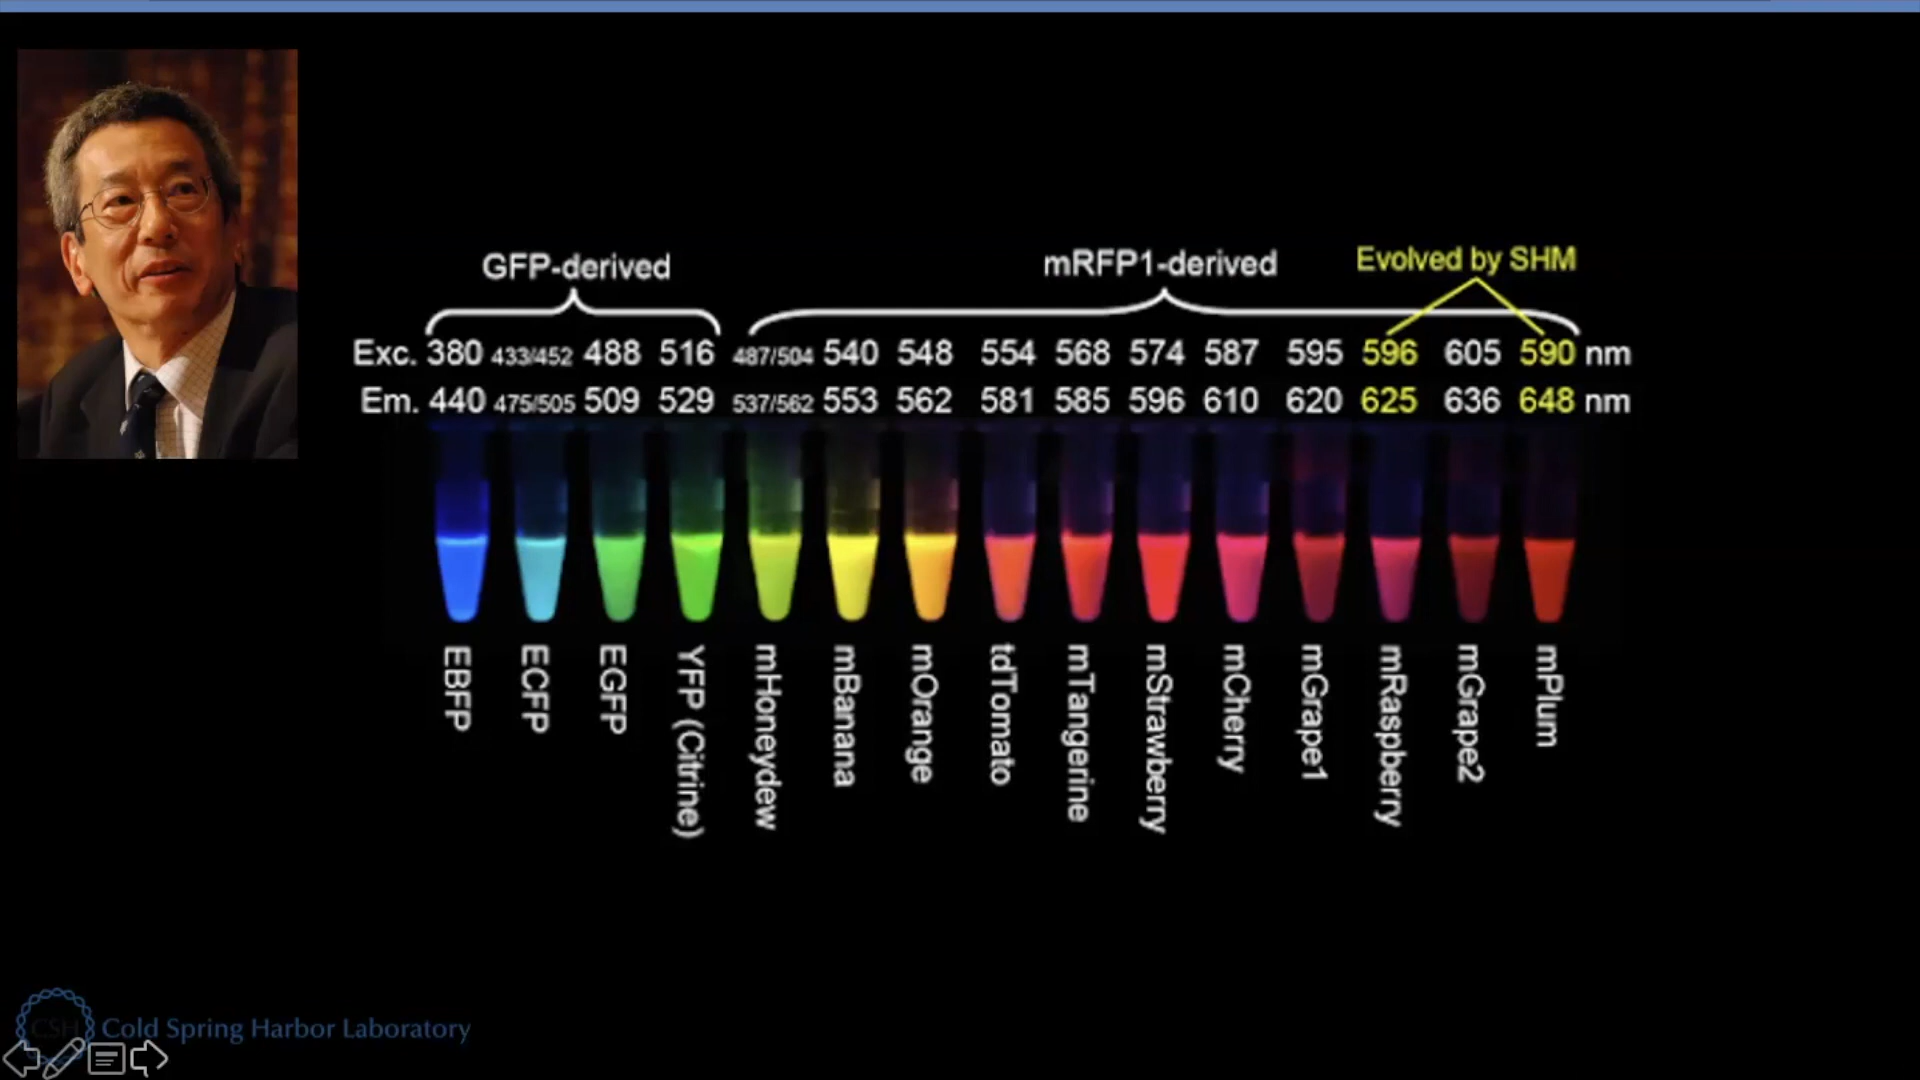 GFP-derived
mRFP1-derived
Evolved by SHM
Exc. 380 433/452 488 516 487/504 540 548 554 568 574 587 595 596 605 590 nm
Em. 440 475/505 509 529 537/562 553 562 581 585 596 610 620 625 636 648 nm
EBFP
ECFP
EGFP
YFP (Citrine)
mHoneydew
mBanana
mOrange
tdTomato
mTangerine
mStrawberry
mCherry
mGrape1
mRaspberry
mGrape2
mPlum
CSH Cold Spring Harbor Laboratory